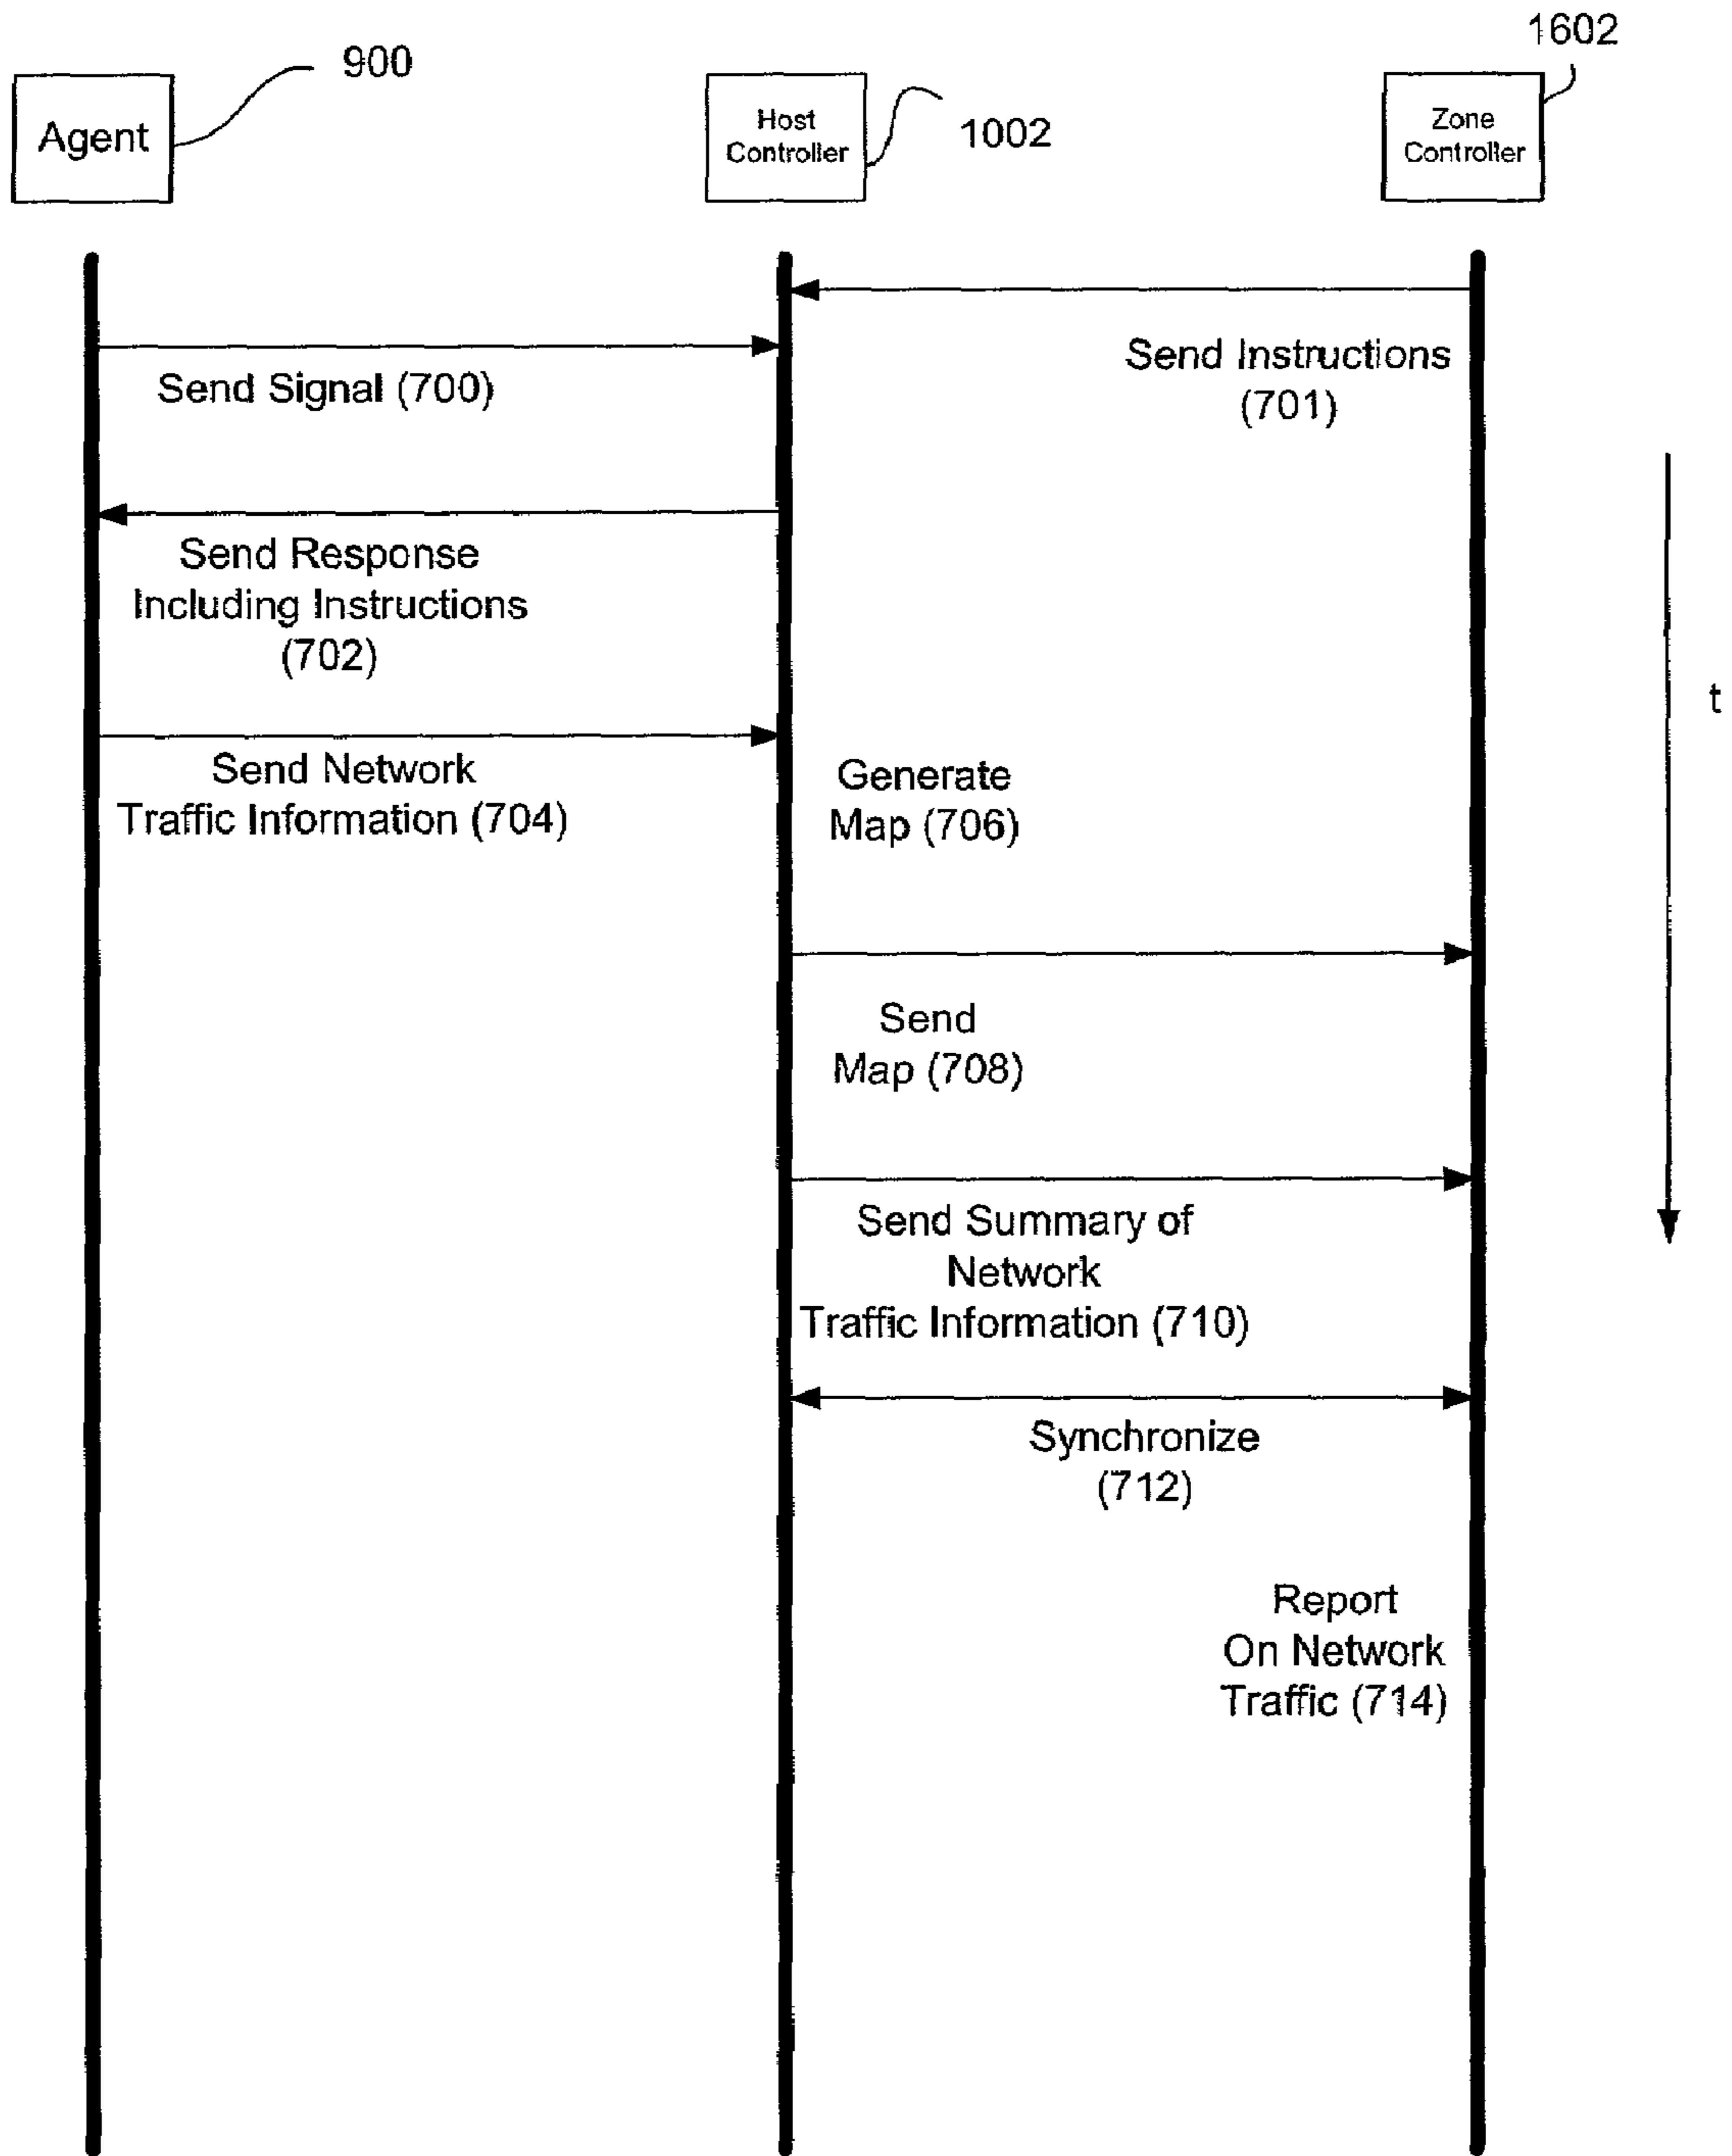 1602
900
Agent
Host
Controller
1002
Zone
Controller
Send Signal (700)
Send Instructions
(701)
Send Response
Including Instructions
(702)
t
Send Network
Traffic Information (704)
Generate
Map (706)
Send
Map (708)
Send Summary of
Network
Traffic Information (710)
Synchronize
(712)
Report
On Network
Traffic (714)